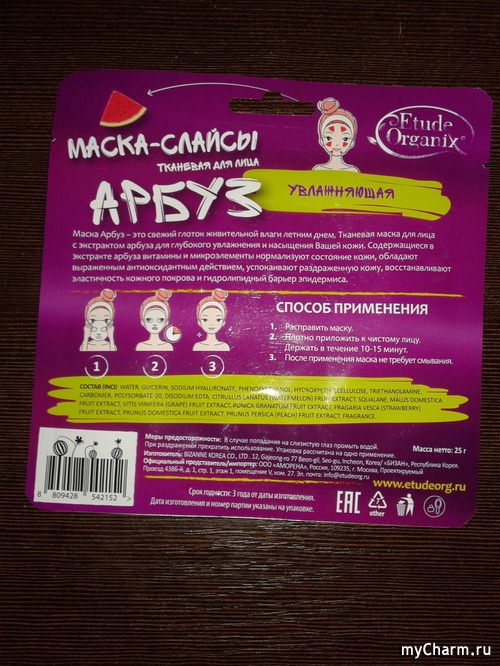 Etude
Organix
МАСКА-СЛАЙСЫ
ТКАНЕВАЯ ДЛЯ ЛИЦА
АРБУЗ
УВЛАЖНЯЮЩАЯ
Маска Арбуз – это свежий глоток живительной влаги летним днем. Тканевая маска для лица
с экстрактом арбуза для глубокого увлажнения и насыщения Вашей кожи. Содержащиеся в
экстракте арбуза витамины и микроэлементы нормализуют состояние кожи, обладают
выраженным антиоксидантным действием, успокаивают раздраженную кожу, восстанавливают
эластичность кожного покрова и гидролипидный барьер эпидермиса.
СПОСОБ ПРИМЕНЕНИЯ
1. Расправить маску.
2. Плотно приложить к чистому лицу.
Держать в течение 10-15 минут.
3. После применения маска не требует смывания.
1 2 3
СОСТАВ (INCI): WATER, GLYCERIN, SODIUM HYALURONATE, PHENOXYETHANOL, HYDROXYETHYLCELLULOSE, TRIETHANOLAMINE,
CARBOMER, POLYSORBATE-20, DISODIUM EDTA, CITRULLUS LANATUS (WATERMELON) FRUIT EXTRACT, SQUALANE, MALUS DOMESTICA
FRUIT EXTRACT, VITIS VINIFERA (GRAPE) FRUIT EXTRACT, PUNICA GRANATUM FRUIT EXTRACT, FRAGARIA VESCA (STRAWBERRY)
FRUIT EXTRACT, PRUNUS DOMESTICA FRUIT EXTRACT, PRUNUS PERSICA (PEACH) FRUIT EXTRACT, FRAGRANCE.
Меры предосторожности: В случае попадания на слизистую глаз промыть водой.
При раздражении прекратить использование. Упаковка рассчитана на одно применение.
Масса нетто: 25 г
Изготовитель: BIZANNE KOREA CO., LTD, 12, Gajeong-ro 77 Beon-gil, Seo-gu, Incheon, Korea/ «БИЗАН», Республика Корея.
Официальный представитель/импортер: ООО «АМОРЕНА», Россия, 109235, г. Москва, Проектируемый
Проезд 4386-й, д. 1, стр. 1, этаж 1, помещение V, ком. 27. Эл. почта: info@etudeorg.ru
www.etudeorg.ru
8 809428 542152 >
Срок годности: 3 года от даты изготовления.
Дата изготовления и номер партии указаны на упаковке.
EAC
7
other
myCharm.ru